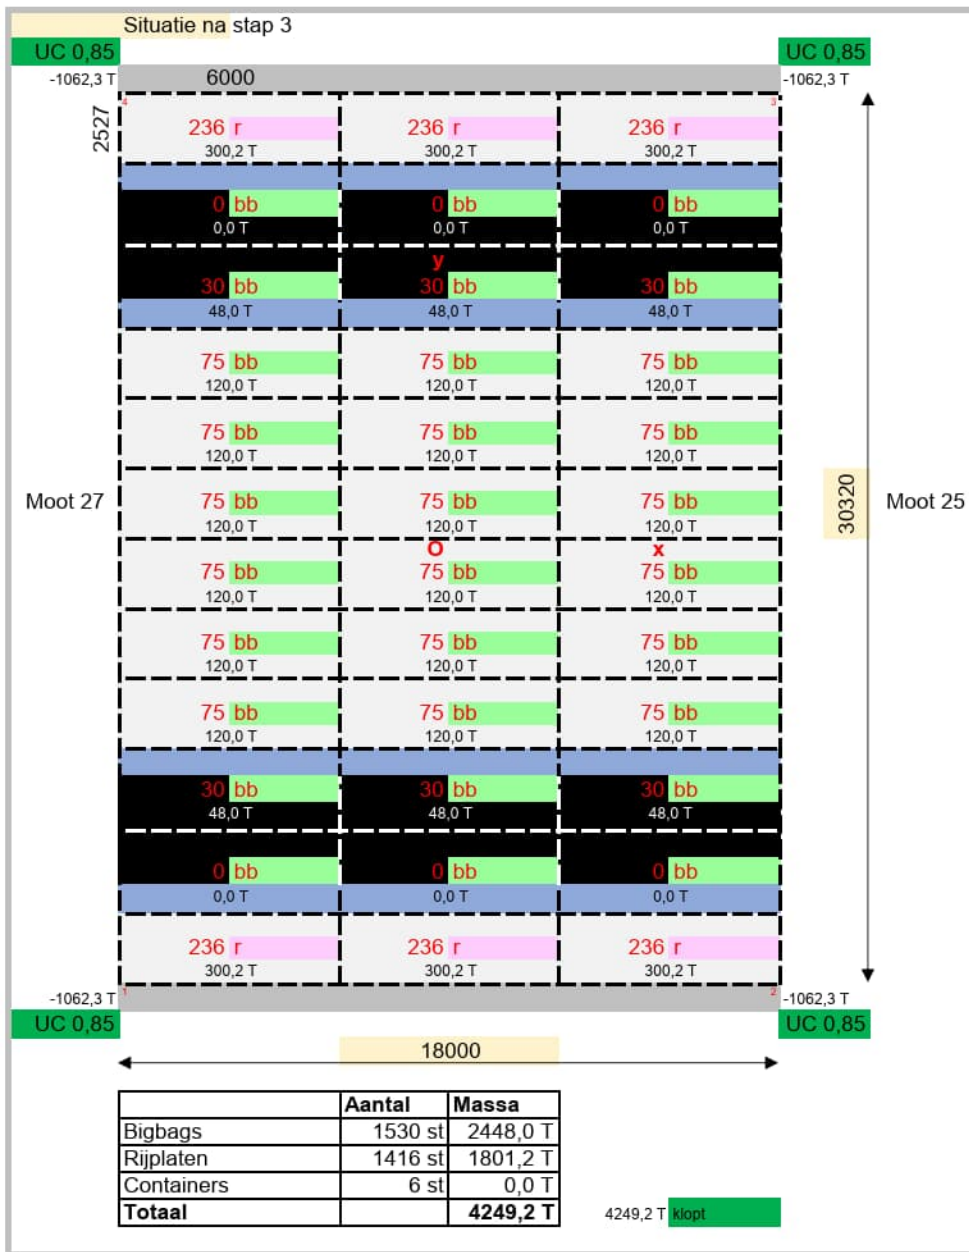 Situatie na stap 3
UC 0,85 UC 0,85
-1062,3 T 6000 -1062,3 T
4 3
2527
236 r 236 r 236 r
300,2 T 300,2 T 300,2 T
0 bb 0 bb 0 bb
0,0 T 0,0 T 0,0 T
y
30 bb 30 bb 30 bb
48,0 T 48,0 T 48,0 T
75 bb 75 bb 75 bb
120,0 T 120,0 T 120,0 T
75 bb 75 bb 75 bb
120,0 T 120,0 T 120,0 T
Moot 27 75 bb 75 bb 75 bb 30320 Moot 25
120,0 T 120,0 T 120,0 T
O x
75 bb 75 bb 75 bb
120,0 T 120,0 T 120,0 T
75 bb 75 bb 75 bb
120,0 T 120,0 T 120,0 T
75 bb 75 bb 75 bb
120,0 T 120,0 T 120,0 T
30 bb 30 bb 30 bb
48,0 T 48,0 T 48,0 T
0 bb 0 bb 0 bb
0,0 T 0,0 T 0,0 T
236 r 236 r 236 r
300,2 T 300,2 T 300,2 T
-1062,3 T 1 2 -1062,3 T
UC 0,85 UC 0,85
18000
Aantal Massa
Bigbags 1530 st 2448,0 T
Rijplaten 1416 st 1801,2 T
Containers 6 st 0,0 T
Totaal 4249,2 T 4249,2 T klopt